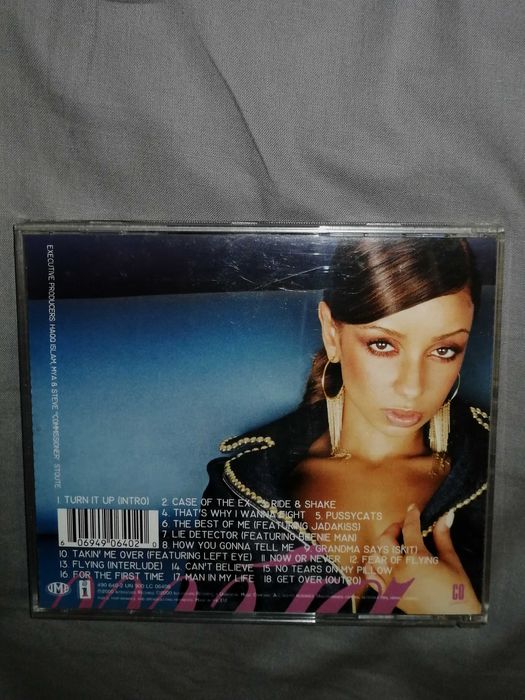 EXECUTIVE PRODUCERS HAQQ ISLAM, MYA & STEVE "COMMISSIONER" STOUTE
1 TURN IT UP (INTRO) 2 CASE OF THE EX 3 RIDE & SHAKE
4 THAT'S WHY I WANNA FIGHT 5 PUSSYCATS
6 THE BEST OF ME (FEATURING JADAKISS)
7 LIE DETECTOR (FEATURING BEENIE MAN)
6 06949 06402 0
8 HOW YOU GONNA TELL ME 9 GRANDMA SAYS (SKIT)
10 TAKIN' ME OVER (FEATURING LEFT EYE) 11 NOW OR NEVER 12 FEAR OF FLYING
13 FLYING (INTERLUDE) 14 CAN'T BELIEVE 15 NO TEARS ON MY PILLOW
16 FOR THE FIRST TIME 17 MAN IN MY LIFE 18 GET OVER (OUTRO)
UMG i
CD